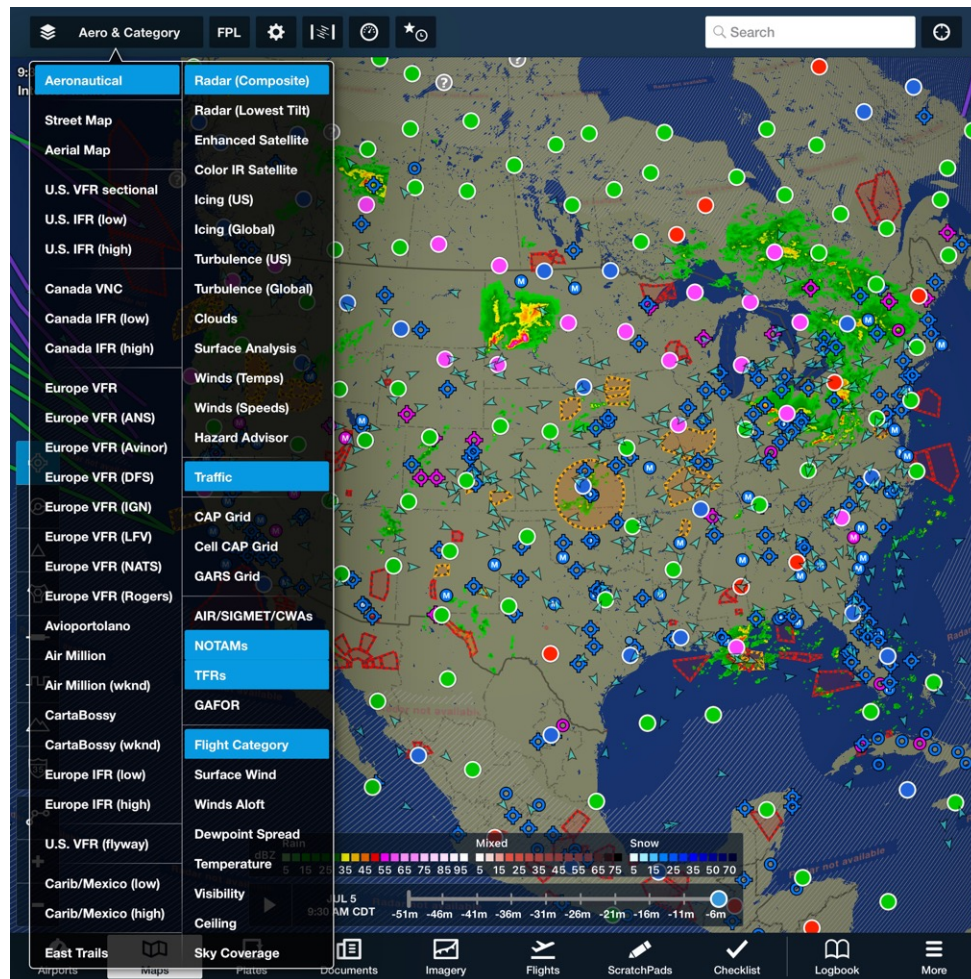 Aero & Category
FPL
Search
9:3
Int
Aeronautical
Street Map
Aerial Map
U.S. VFR sectional
U.S. IFR (low)
U.S. IFR (high)
Canada VNC
Canada IFR (low)
Canada IFR (high)
Europe VFR
Europe VFR (ANS)
Europe VFR (Avinor)
Europe VFR (DFS)
Europe VFR (IGN)
Europe VFR (LFV)
Europe VFR (NATS)
Europe VFR (Rogers)
Avioportolano
Air Million
Air Million (wknd)
CartaBossy
CartaBossy (wknd)
Europe IFR (low)
Europe IFR (high)
U.S. VFR (flyway)
Carib/Mexico (low)
Carib/Mexico (high)
East Trails
Radar (Composite)
Radar (Lowest Tilt)
Enhanced Satellite
Color IR Satellite
Icing (US)
Icing (Global)
Turbulence (US)
Turbulence (Global)
Clouds
Surface Analysis
Winds (Temps)
Winds (Speeds)
Hazard Advisor
Traffic
CAP Grid
Cell CAP Grid
GARS Grid
AIR/SIGMET/CWAs
NOTAMs
TFRs
GAFOR
Flight Category
Surface Wind
Winds Aloft
Dewpoint Spread
Temperature
Visibility
Ceiling
Sky Coverage
Rain Mixed Snow
dBZ
5 15 25 35 45 55 65 75 85 95 5 15 25 35 45 55 65 75 5 15 25 35 50 70
JUL 5
9:30 AM CDT
-51m -46m -41m -36m -31m -26m -21m -16m -11m -6m
Airports Maps Plates Documents Imagery Flights ScratchPads Checklist Logbook More